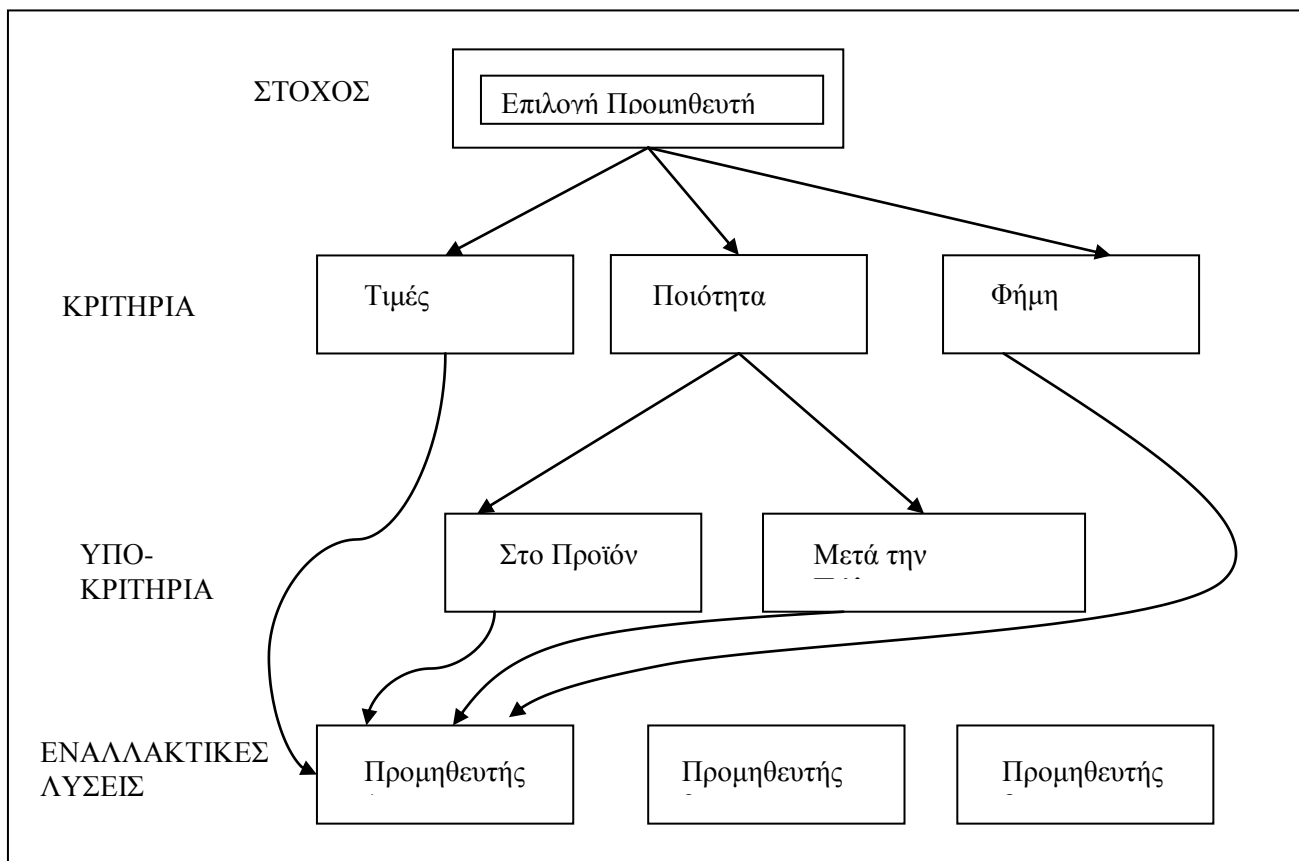 ΣΤΟΧΟΣ
Επιλογή Προμηθευτή
ΚΡΙΤΗΡΙΑ
Τιμές
Ποιότητα
Φήμη
ΥΠΟ-
ΚΡΙΤΗΡΙΑ
Στο Προϊόν
Μετά την
ΕΝΑΛΛΑΚΤΙΚΕΣ
ΛΥΣΕΙΣ
Προμηθευτής
Προμηθευτής
Προμηθευτής